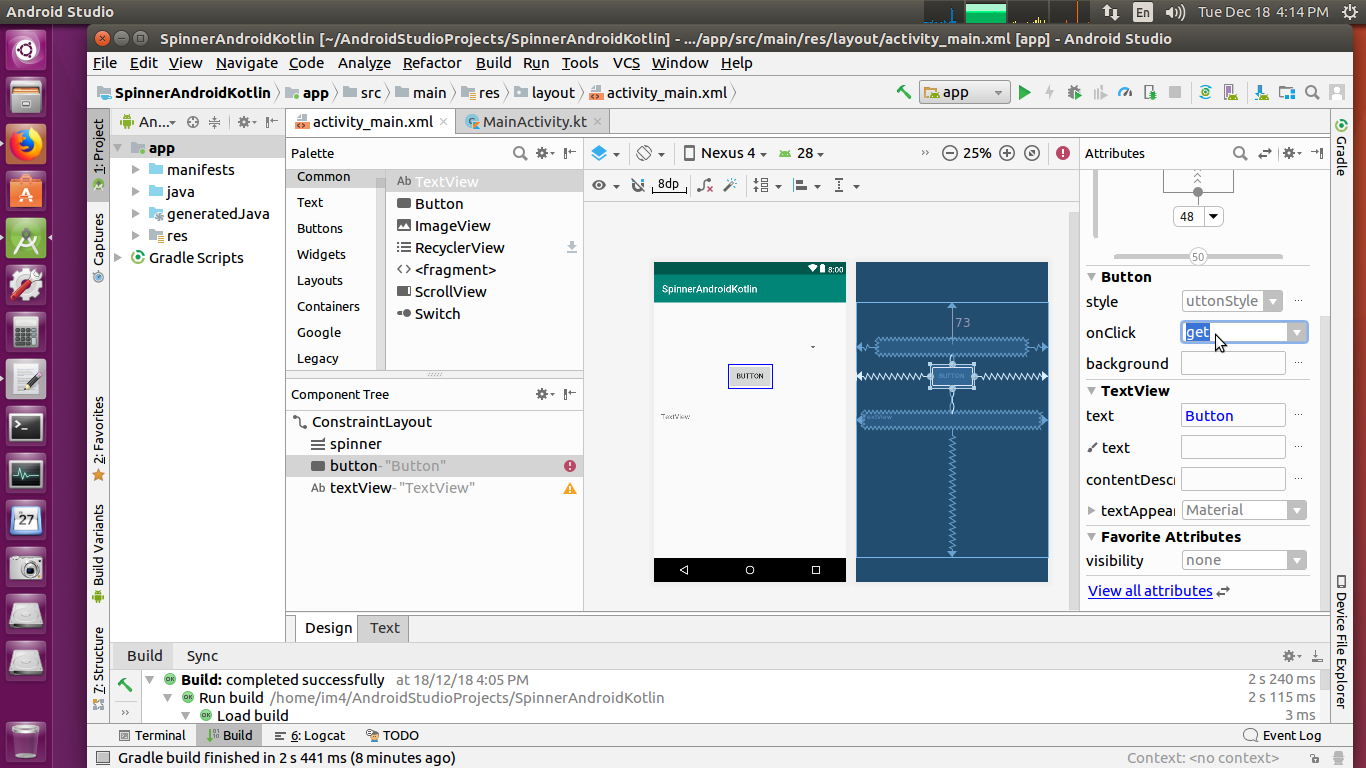 Android Studio
En
Tue Dec 18 4:14 PM
SpinnerAndroidKotlin [~/AndroidStudioProjects/SpinnerAndroidKotlin] - .../app/src/main/res/layout/activity_main.xml [app] - Android Studio
File Edit View Navigate Code Analyze Refactor Build Run Tools VCS Window Help
SpinnerAndroidKotlin app src main res layout activity_main.xml
app
1: Project
Captures
2: Favorites
Build Variants
7: Structure
An...
app
manifests
java
generatedJava
res
Gradle Scripts
activity_main.xml MainActivity.kt
Palette
Common
Text
Buttons
Widgets
Layouts
Containers
Google
Legacy
Ab TextView
Button
ImageView
RecyclerView
<fragment>
ScrollView
Switch
Component Tree
ConstraintLayout
spinner
button- "Button"
Ab textView- "TextView"
Nexus 4 28 25%
8dp
8:00
SpinnerAndroidKotlin
BUTTON
TextView
73
BUTTON
TextView
Design Text
Attributes
48
50
Button
style uttonStyle ...
onClick get
background ...
TextView
text Button ...
text ...
contentDescr ...
textAppear Material
Favorite Attributes
visibility none
View all attributes
Gradle
Device File Explorer
Build Sync
Build: completed successfully at 18/12/18 4:05 PM 2 s 240 ms
Run build /home/im4/AndroidStudioProjects/SpinnerAndroidKotlin 2 s 115 ms
Load build 3 ms
Terminal Build 6: Logcat TODO Event Log
Gradle build finished in 2 s 441 ms (8 minutes ago) Context: <no context>
27